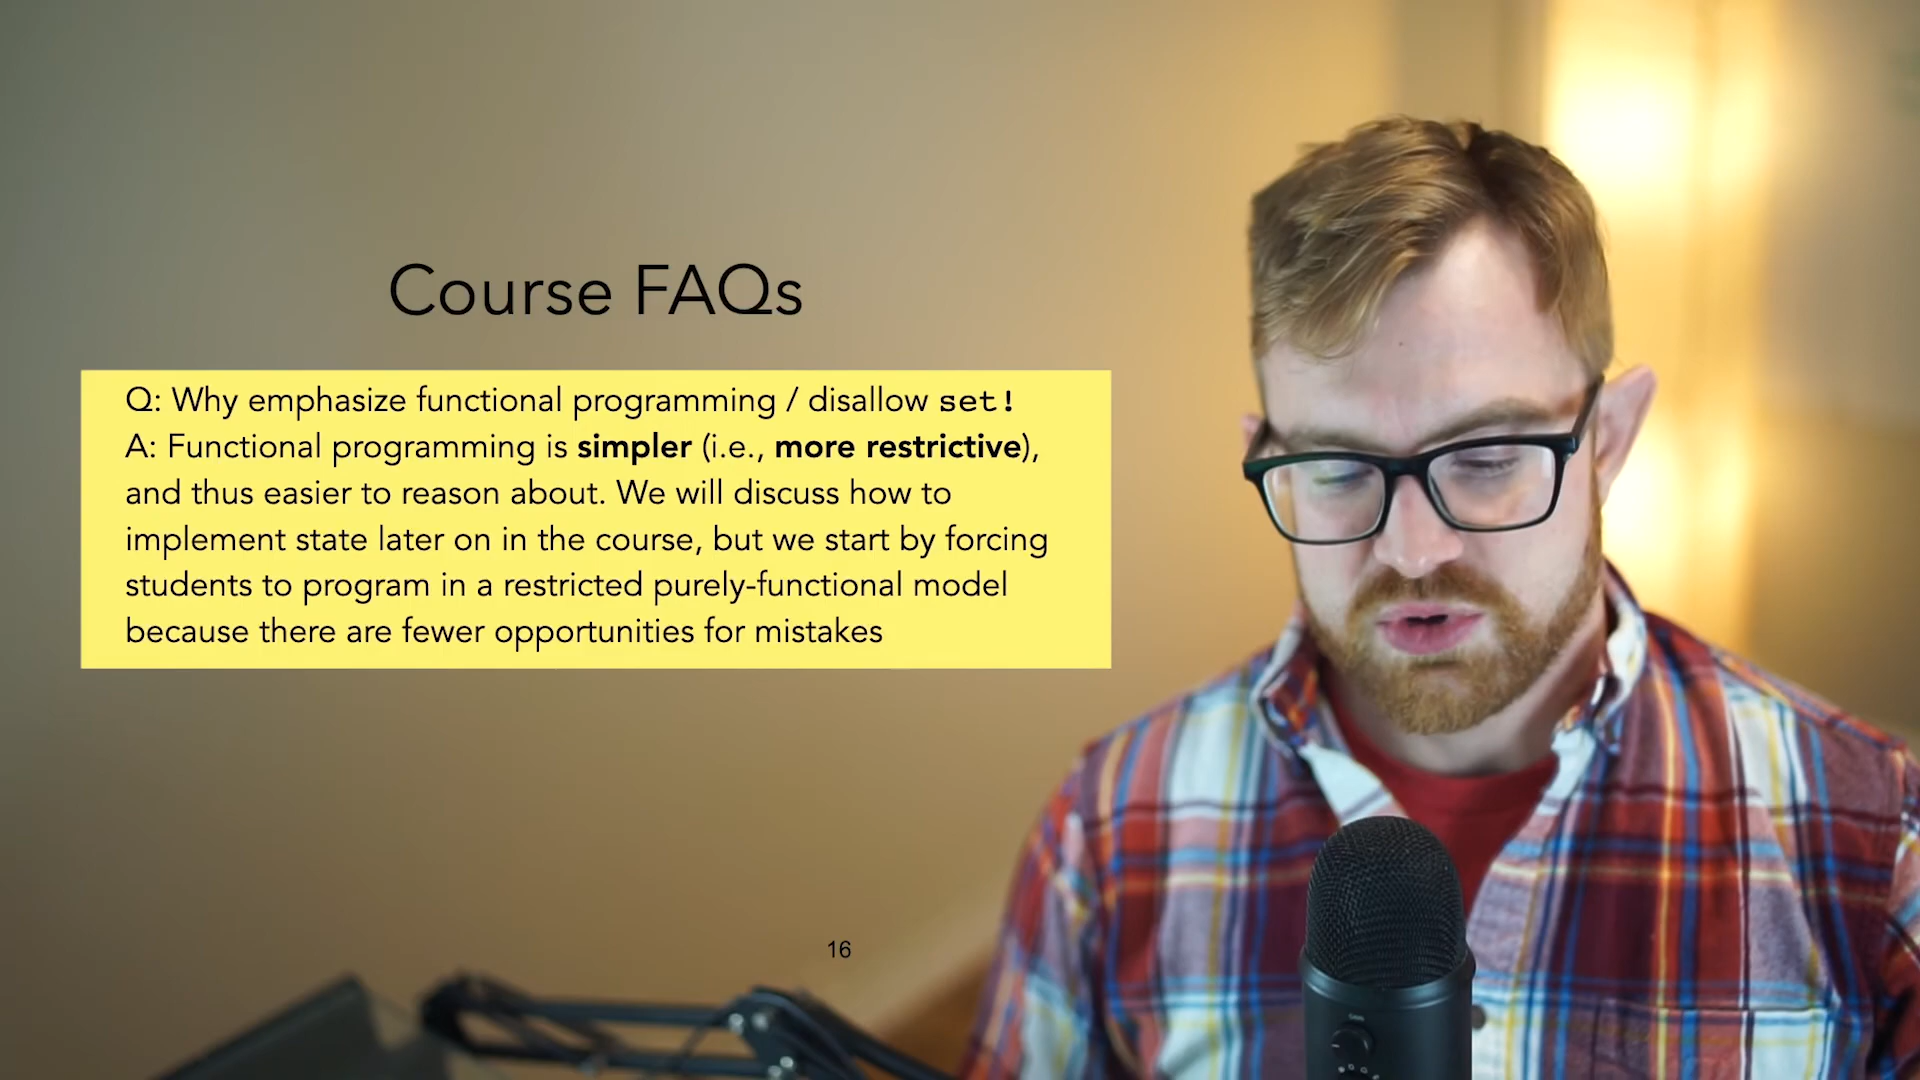 Course FAQs
Q: Why emphasize functional programming / disallow set!
A: Functional programming is simpler (i.e., more restrictive),
and thus easier to reason about. We will discuss how to
implement state later on in the course, but we start by forcing
students to program in a restricted purely-functional model
because there are fewer opportunities for mistakes
16